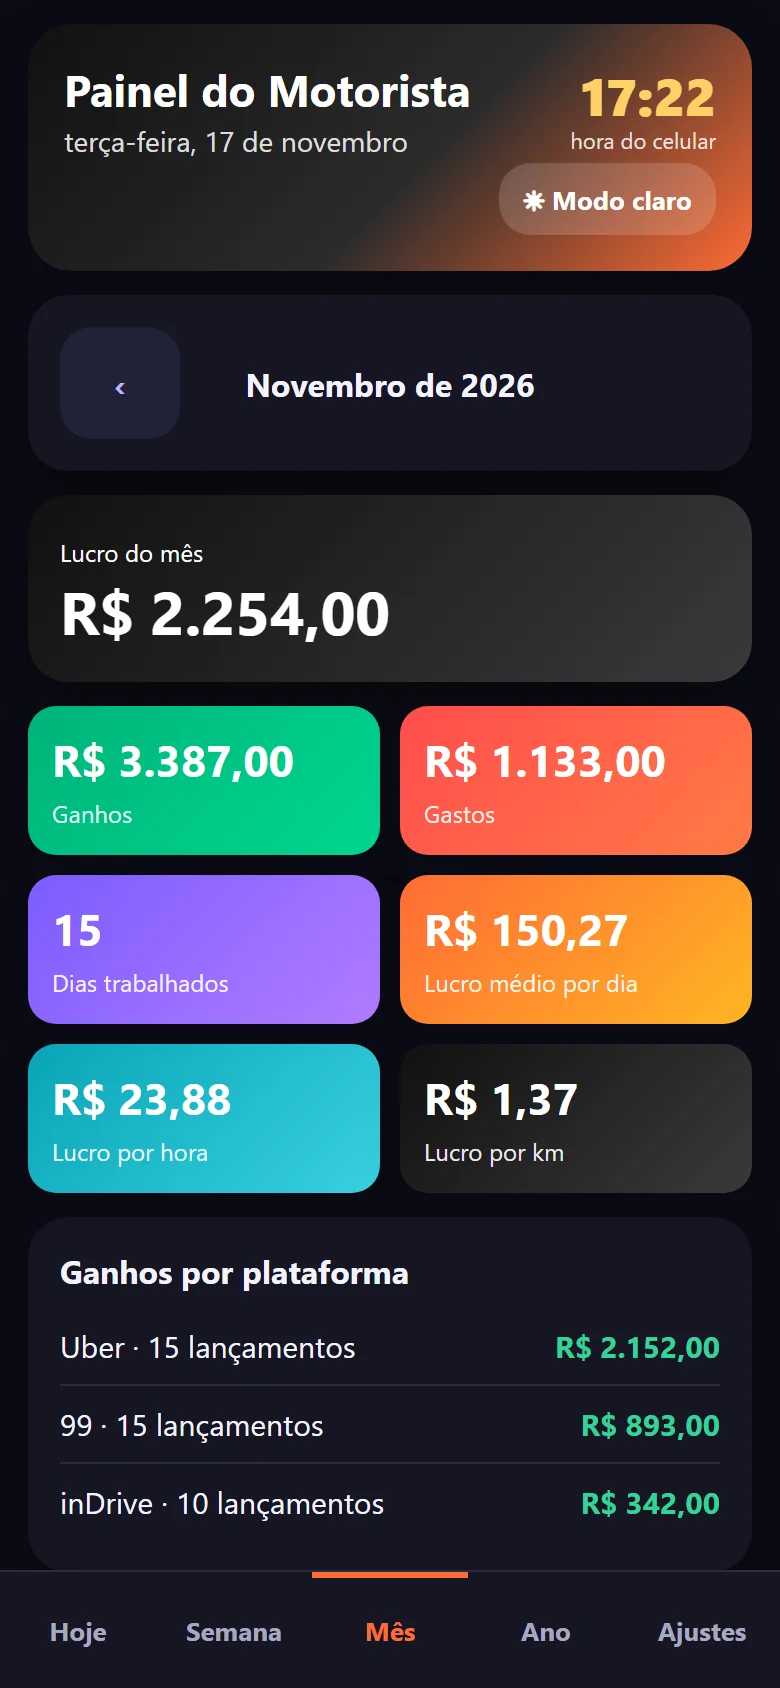 Painel do Motorista
terça-feira, 17 de novembro
17:22
hora do celular
Modo claro
‹
Novembro de 2026
Lucro do mês
R$ 2.254,00
R$ 3.387,00
Ganhos
R$ 1.133,00
Gastos
15
Dias trabalhados
R$ 150,27
Lucro médio por dia
R$ 23,88
Lucro por hora
R$ 1,37
Lucro por km
Ganhos por plataforma
Uber · 15 lançamentos R$ 2.152,00
99 · 15 lançamentos R$ 893,00
inDrive · 10 lançamentos R$ 342,00
Hoje Semana Mês Ano Ajustes